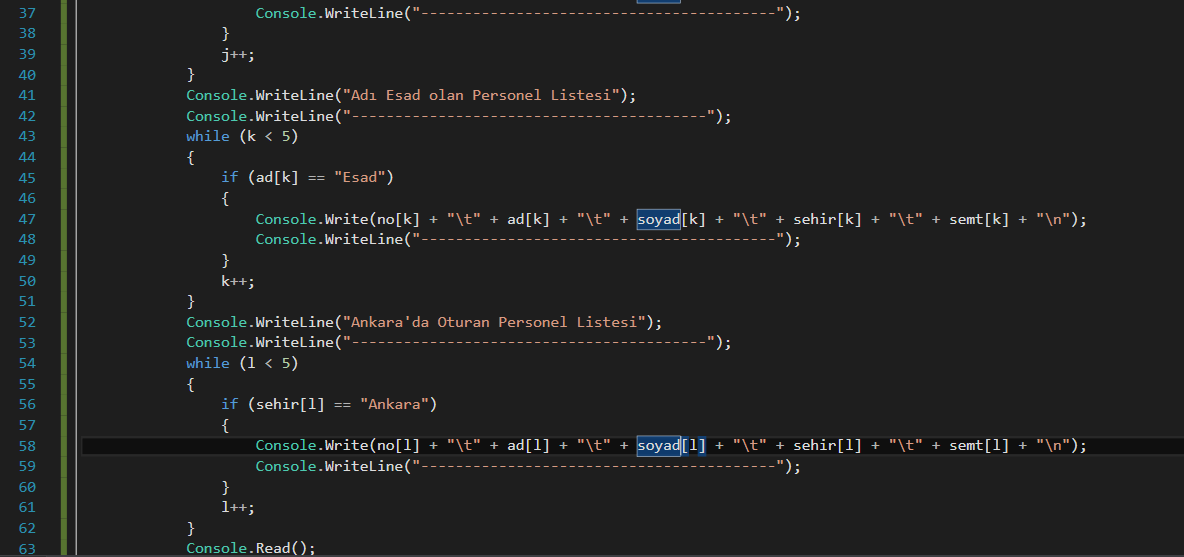 37 Console.WriteLine("-----------------------------------------");
38 }
39 j++;
40 }
41 Console.WriteLine("Adı Esad olan Personel Listesi");
42 Console.WriteLine("-----------------------------------------");
43 while (k < 5)
44 {
45 if (ad[k] == "Esad")
46 {
47 Console.Write(no[k] + "\t" + ad[k] + "\t" + soyad[k] + "\t" + sehir[k] + "\t" + semt[k] + "\n");
48 Console.WriteLine("-----------------------------------------");
49 }
50 k++;
51 }
52 Console.WriteLine("Ankara'da Oturan Personel Listesi");
53 Console.WriteLine("-----------------------------------------");
54 while (l < 5)
55 {
56 if (sehir[l] == "Ankara")
57 {
58 Console.Write(no[l] + "\t" + ad[l] + "\t" + soyad[l] + "\t" + sehir[l] + "\t" + semt[l] + "\n");
59 Console.WriteLine("-----------------------------------------");
60 }
61 l++;
62 }
63 Console.Read();